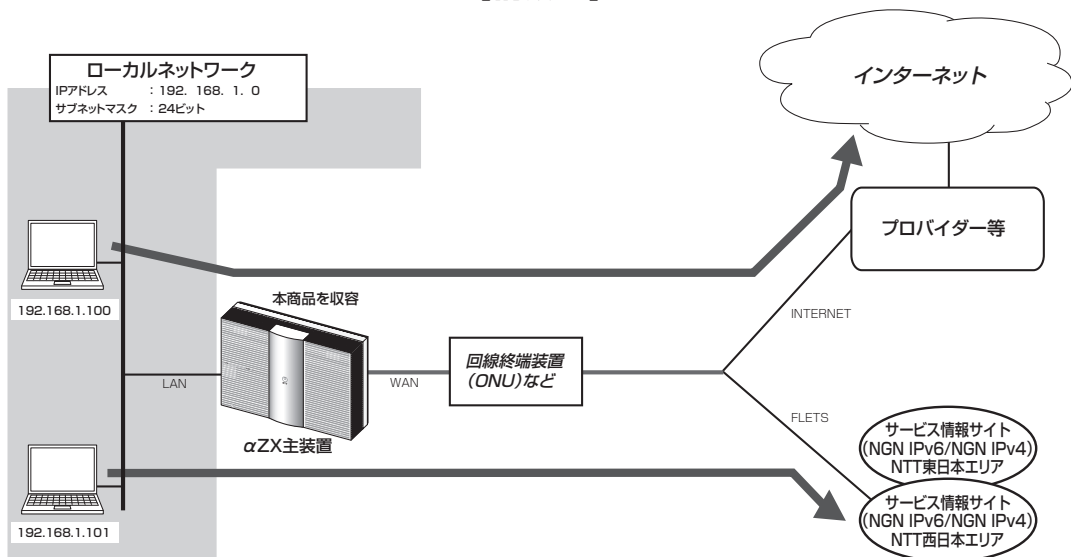 ローカルネットワーク
IPアドレス ：192. 168. 1. 0
サブネットマスク ：24ビット
インターネット
プロバイダー等
192.168.1.100
本商品を収容
INTERNET
LAN
WAN
回線終端装置
(ONU)など
αZX主装置
FLETS
サービス情報サイト
(NGN IPv6/NGN IPv4)
NTT東日本エリア
サービス情報サイト
(NGN IPv6/NGN IPv4)
NTT西日本エリア
192.168.1.101